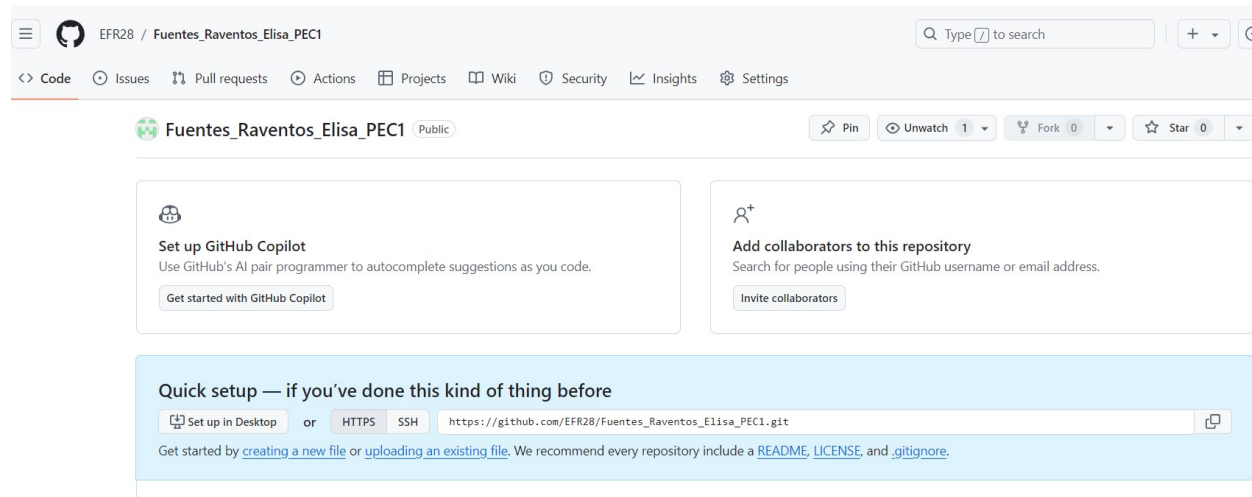 EFR28 / Fuentes_Raventos_Elisa_PEC1
Type / to search
Code Issues Pull requests Actions Projects Wiki Security Insights Settings
Fuentes_Raventos_Elisa_PEC1 Public
Pin Unwatch 1 Fork 0 Star 0
Set up GitHub Copilot
Use GitHub's AI pair programmer to autocomplete suggestions as you code.
Get started with GitHub Copilot
Add collaborators to this repository
Search for people using their GitHub username or email address.
Invite collaborators
Quick setup — if you've done this kind of thing before
Set up in Desktop or HTTPS SSH https://github.com/EFR28/Fuentes_Raventos_Elisa_PEC1.git
Get started by creating a new file or uploading an existing file. We recommend every repository include a README, LICENSE, and .gitignore.